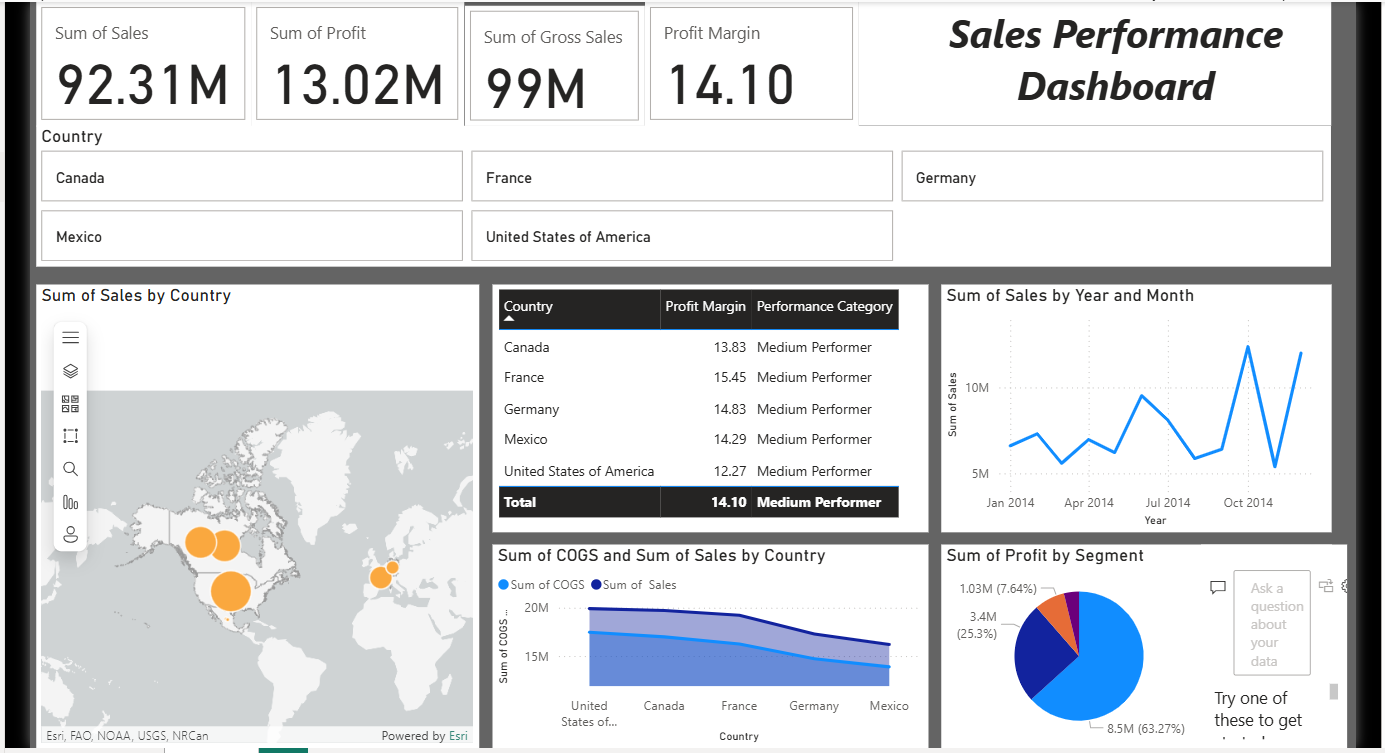 Sum of Sales
92.31M
Sum of Profit
13.02M
Sum of Gross Sales
99M
Profit Margin
14.10
Sales Performance
Dashboard
Country
Canada
France
Germany
Mexico
United States of America
Sum of Sales by Country
Esri, FAO, NOAA, USGS, NRCan
Powered by Esri
Country Profit Margin Performance Category
Canada 13.83 Medium Performer
France 15.45 Medium Performer
Germany 14.83 Medium Performer
Mexico 14.29 Medium Performer
United States of America 12.27 Medium Performer
Total 14.10 Medium Performer
Sum of Sales by Year and Month
Sum of Sales
10M
5M
Jan 2014 Apr 2014 Jul 2014 Oct 2014
Year
Sum of COGS and Sum of Sales by Country
Sum of COGS Sum of Sales
Sum of COGS ...
20M
15M
United
States of...
Canada
France
Germany
Mexico
Country
Sum of Profit by Segment
1.03M (7.64%)
3.4M
(25.3%)
8.5M (63.27%)
Ask a
question
about
your
data
Try one of
these to get